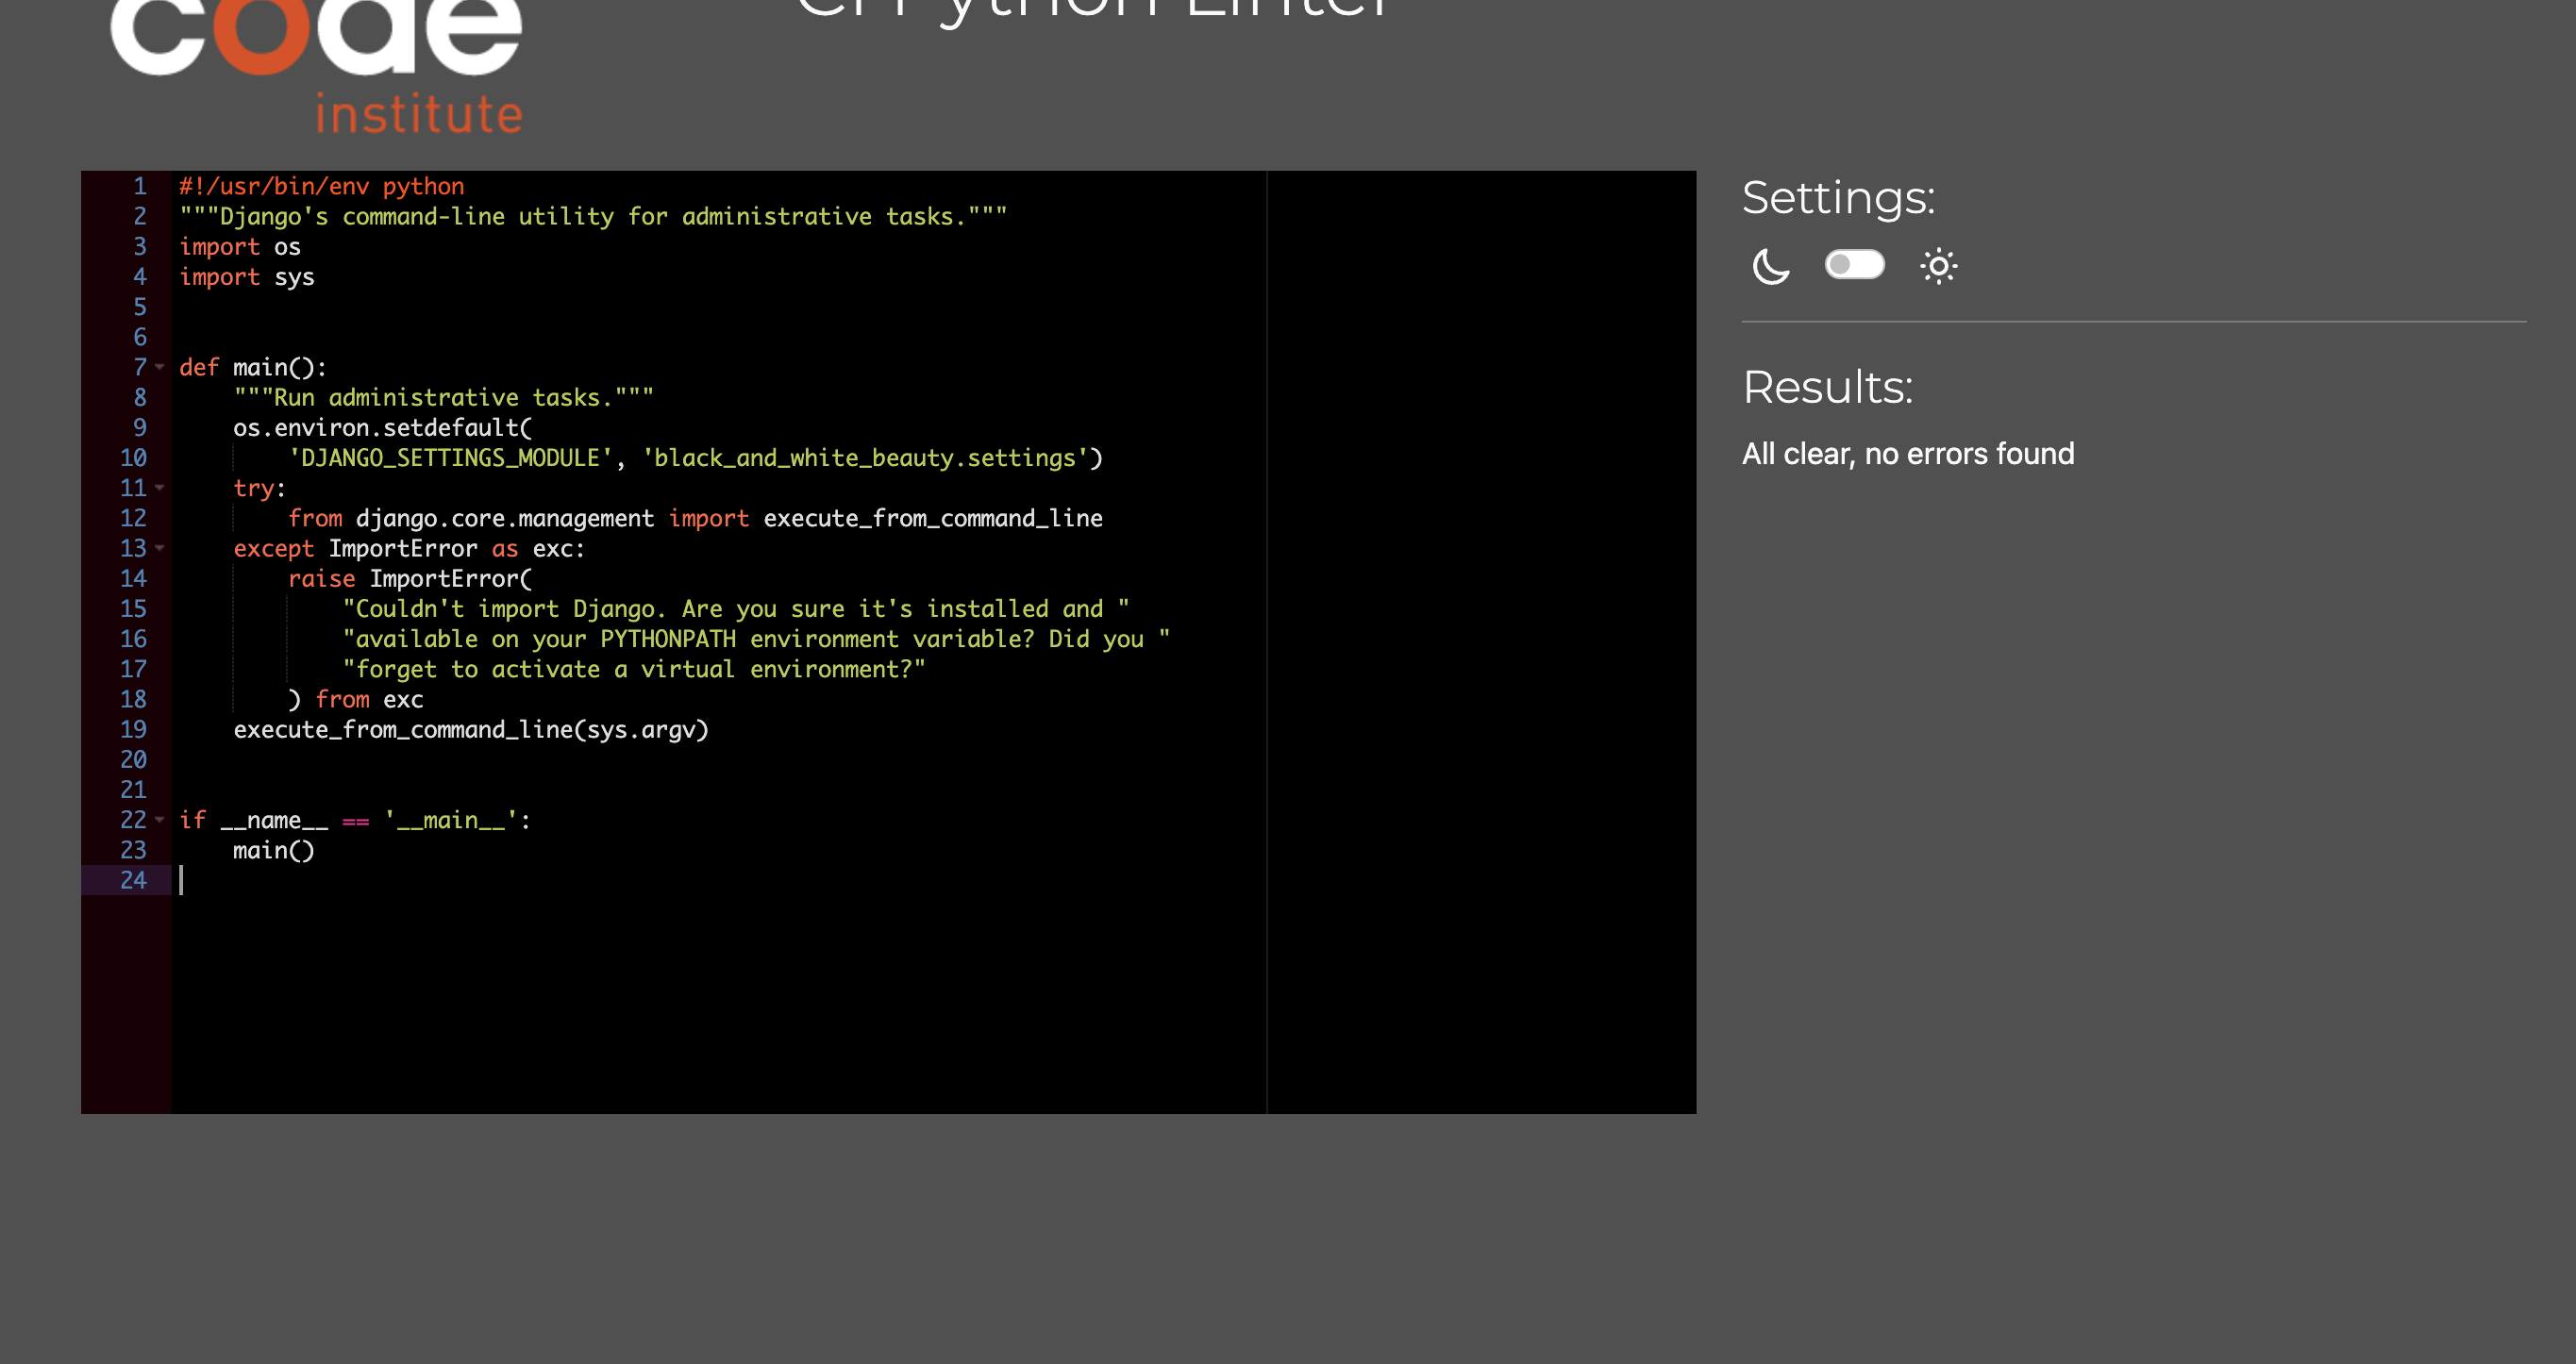 code
institute
CI Python Linter
1 #!/usr/bin/env python
2 """Django's command-line utility for administrative tasks."""
3 import os
4 import sys
5
6
7 def main():
8     """Run administrative tasks."""
9     os.environ.setdefault(
10         'DJANGO_SETTINGS_MODULE', 'black_and_white_beauty.settings')
11     try:
12         from django.core.management import execute_from_command_line
13     except ImportError as exc:
14         raise ImportError(
15             "Couldn't import Django. Are you sure it's installed and "
16             "available on your PYTHONPATH environment variable? Did you "
17             "forget to activate a virtual environment?"
18         ) from exc
19     execute_from_command_line(sys.argv)
20
21
22 if __name__ == '__main__':
23     main()
24
Settings:
Results:
All clear, no errors found